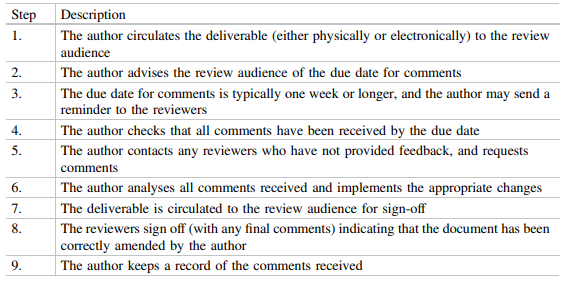 Step Description
1. The author circulates the deliverable (either physically or electronically) to the review
audience
2. The author advises the review audience of the due date for comments
3. The due date for comments is typically one week or longer, and the author may send a
reminder to the reviewers
4. The author checks that all comments have been received by the due date
5. The author contacts any reviewers who have not provided feedback, and requests
comments
6. The author analyses all comments received and implements the appropriate changes
7. The deliverable is circulated to the review audience for sign-off
8. The reviewers sign off (with any final comments) indicating that the document has been
correctly amended by the author
9. The author keeps a record of the comments received